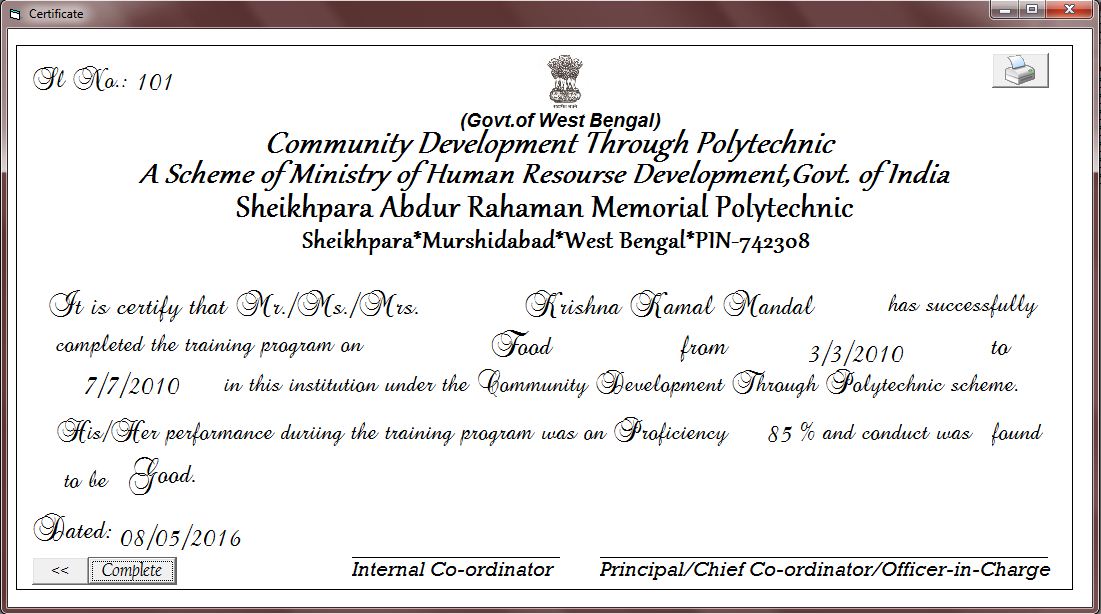 Certificate
Sl No.: 101
(Govt.of West Bengal)
Community Development Through Polytechnic
A Scheme of Ministry of Human Resourse Development,Govt. of India
Sheikhpara Abdur Rahaman Memorial Polytechnic
Sheikhpara*Murshidabad*West Bengal*PIN-742308
It is certify that Mr./Ms./Mrs. Krishna Kamal Mandal has successfully
completed the training program on Food from 3/3/2010 to
7/7/2010 in this institution under the Community Development Through Polytechnic scheme.
His/Her performance duriing the training program was on Proficiency 85 % and conduct was found
to be Good.
Dated: 08/05/2016
<< Complete Internal Co-ordinator Principal/Chief Co-ordinator/Officer-in-Charge